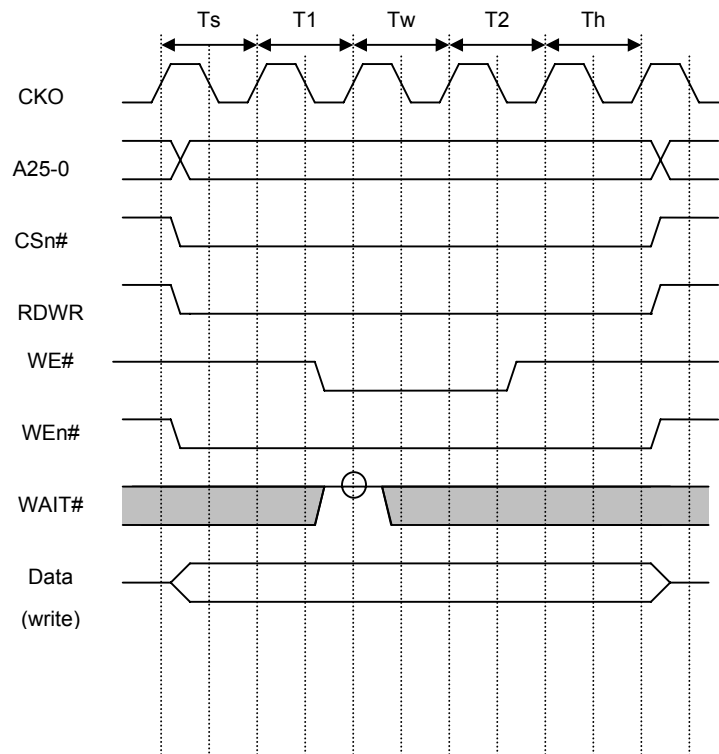 Ts T1 Tw T2 Th
CKO
A25-0
CSn#
RDWR
WE#
WEn#
WAIT#
Data
(write)